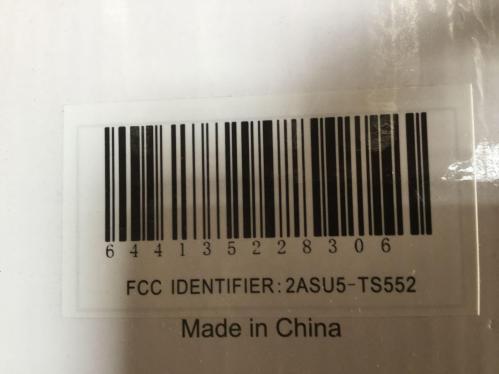 644135228306
FCC IDENTIFIER: 2ASU5-TS552
Made in China